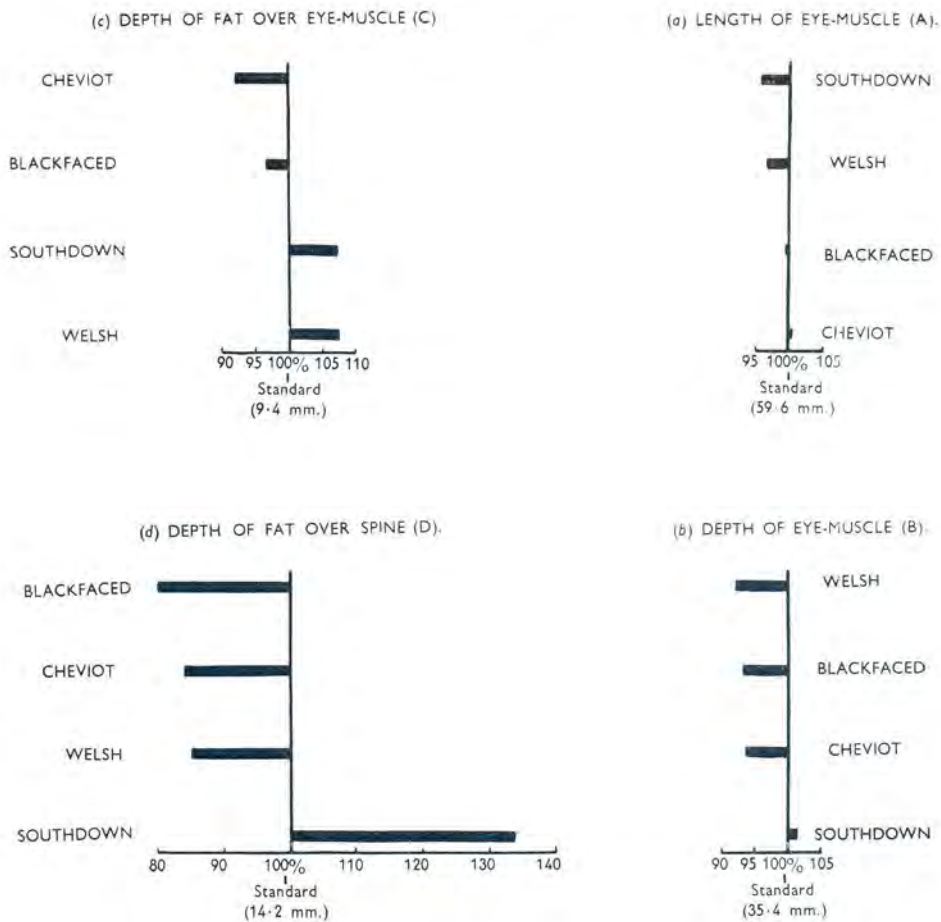 (c) DEPTH OF FAT OVER EYE-MUSCLE (C)
CHEVIOT
BLACKFACED
SOUTHDOWN
WELSH
90 95 100% 105 110
Standard
(9·4 mm.)
(a) LENGTH OF EYE-MUSCLE (A).
SOUTHDOWN
WELSH
BLACKFACED
CHEVIOT
95 100% 105
Standard
(59·6 mm.)
(d) DEPTH OF FAT OVER SPINE (D).
BLACKFACED
CHEVIOT
WELSH
SOUTHDOWN
80 90 100% 110 120 130 140
Standard
(14·2 mm.)
(b) DEPTH OF EYE-MUSCLE (B).
WELSH
BLACKFACED
CHEVIOT
SOUTHDOWN
90 95 100% 105
Standard
(35·4 mm.)